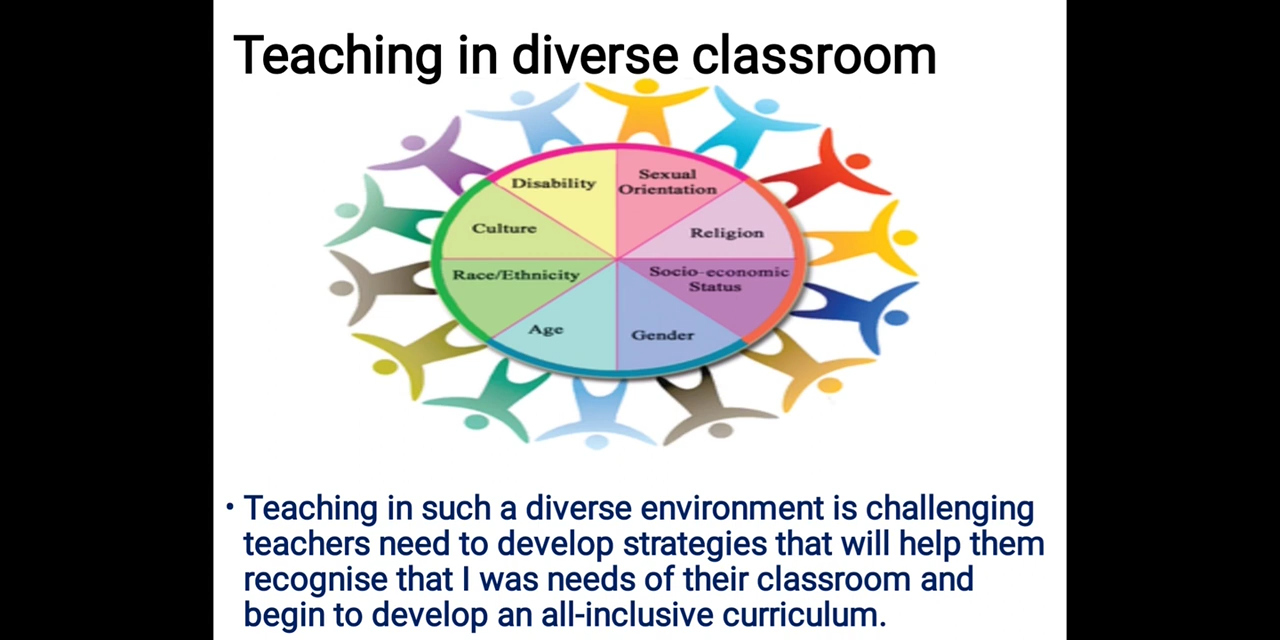 Teaching in diverse classroom
Disability
Sexual
Orientation
Culture
Religion
Race/Ethnicity
Socio-economic
Status
Age
Gender
• Teaching in such a diverse environment is challenging
teachers need to develop strategies that will help them
recognise that I was needs of their classroom and
begin to develop an all-inclusive curriculum.